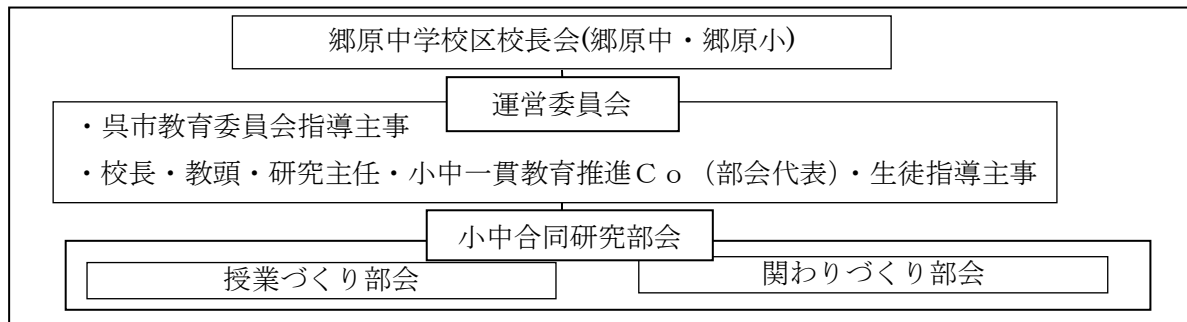 郷原中学校区校長会(郷原中・郷原小)
運営委員会
・呉市教育委員会指導主事
・校長・教頭・研究主任・小中一貫教育推進Ｃｏ（部会代表）・生徒指導主事
小中合同研究部会
授業づくり部会
関わりづくり部会